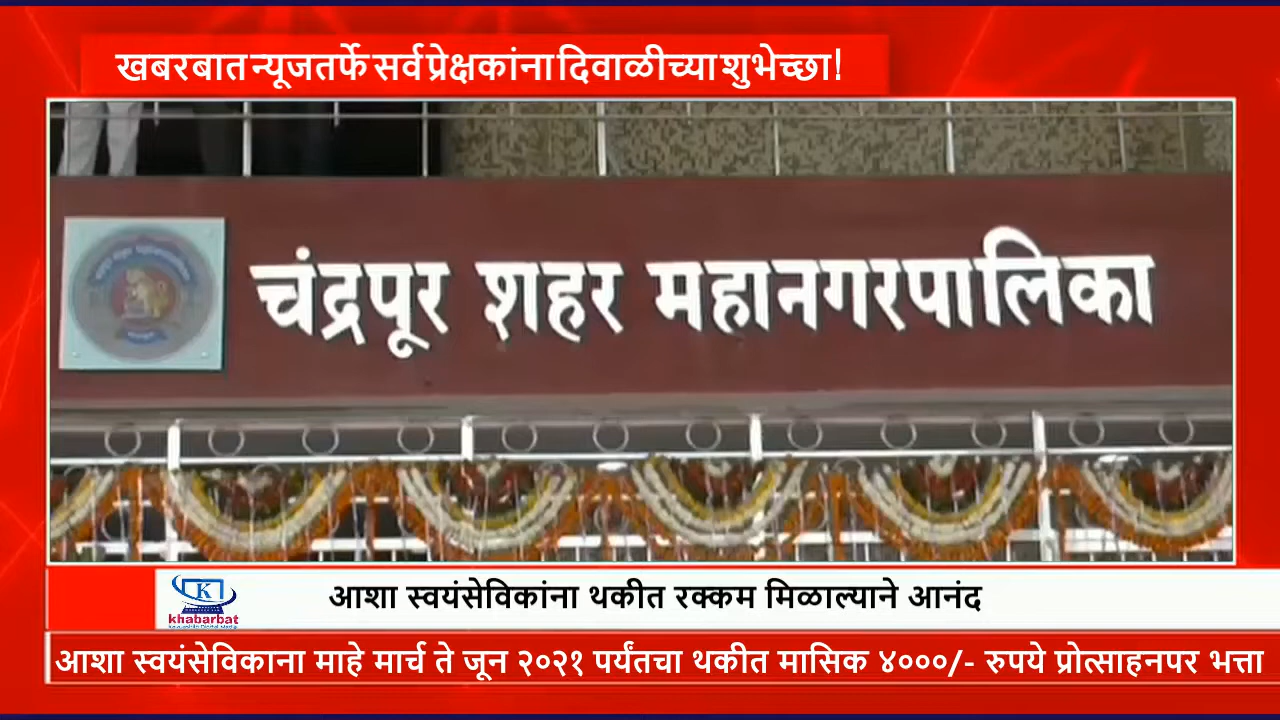 खबरबात न्यूज तर्फे सर्व प्रेक्षकांना दिवाळीच्या शुभेच्छा!
चंद्रपूर शहर महानगरपालिका
आशा स्वयंसेविकांना थकीत रक्कम मिळाल्याने आनंद
K
khabarbat
आशा स्वयंसेविकाना माहे मार्च ते जून २०२१ पर्यंतचा थकीत मासिक ४०००/- रुपये प्रोत्साहनपर भत्ता